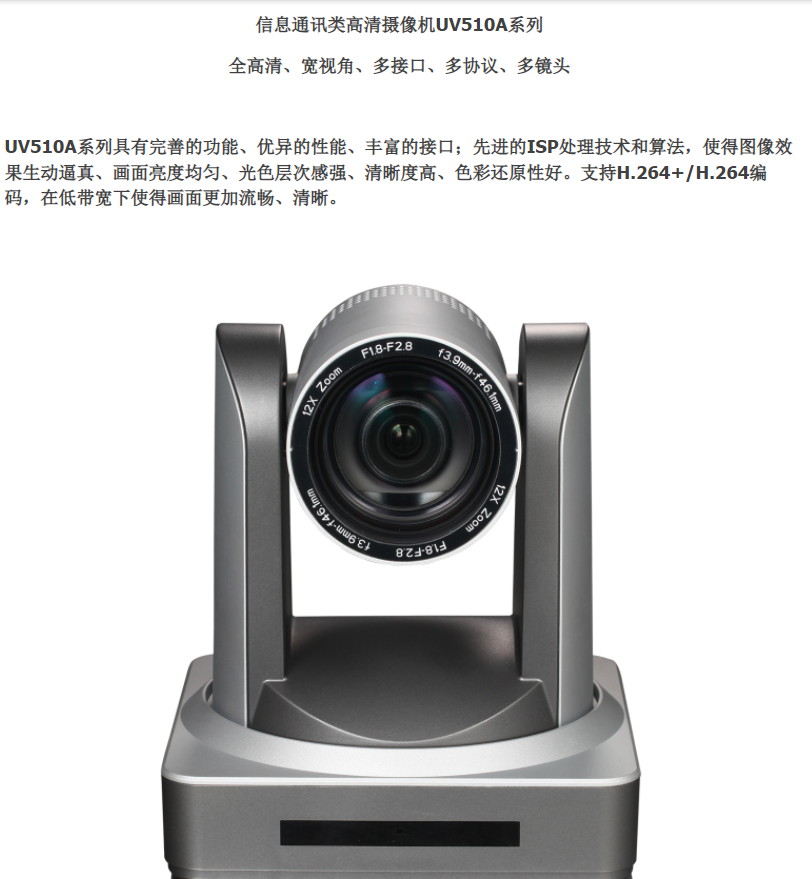 信息通讯类高清摄像机UV510A系列
全高清、宽视角、多接口、多协议、多镜头
UV510A系列具有完善的功能、优异的性能、丰富的接口；先进的ISP处理技术和算法，使得图像效
果生动逼真、画面亮度均匀、光色层次感强、清晰度高、色彩还原性好。支持H.264+/H.264编
码，在低带宽下使得画面更加流畅、清晰。
12X Zoom F1.8-F2.8 f3.9mm-f46.1mm
12X Zoom F1.8-F2.8 f3.9mm-f46.1mm